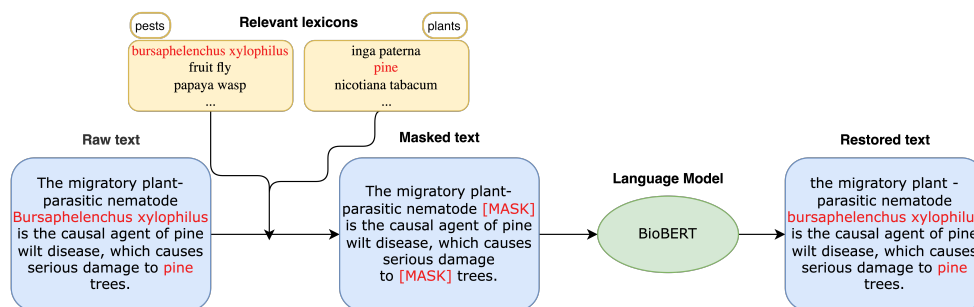 Relevant lexicons
pests
plants
bursaphelenchus xylophilus
fruit fly
papaya wasp
...
inga paterna
pine
nicotiana tabacum
...
Raw text
The migratory plant-
parasitic nematode
Bursaphelenchus xylophilus
is the causal agent of pine
wilt disease, which causes
serious damage to pine
trees.
Masked text
The migratory plant-
parasitic nematode [MASK]
is the causal agent of pine
wilt disease, which causes
serious damage
to [MASK] trees.
Language Model
BioBERT
Restored text
the migratory plant -
parasitic nematode
bursaphelenchus xylophilus
is the causal agent of pine
wilt disease, which causes
serious damage to pine
trees.